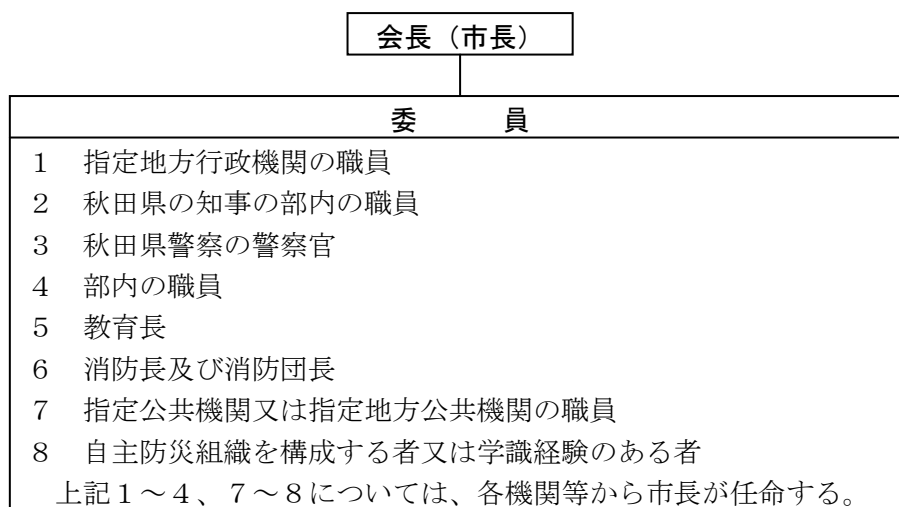 会長（市長）
委　　員
１　指定地方行政機関の職員
２　秋田県の知事の部内の職員
３　秋田県警察の警察官
４　部内の職員
５　教育長
６　消防長及び消防団長
７　指定公共機関又は指定地方公共機関の職員
８　自主防災組織を構成する者又は学識経験のある者
上記１～４、７～８については、各機関等から市長が任命する。